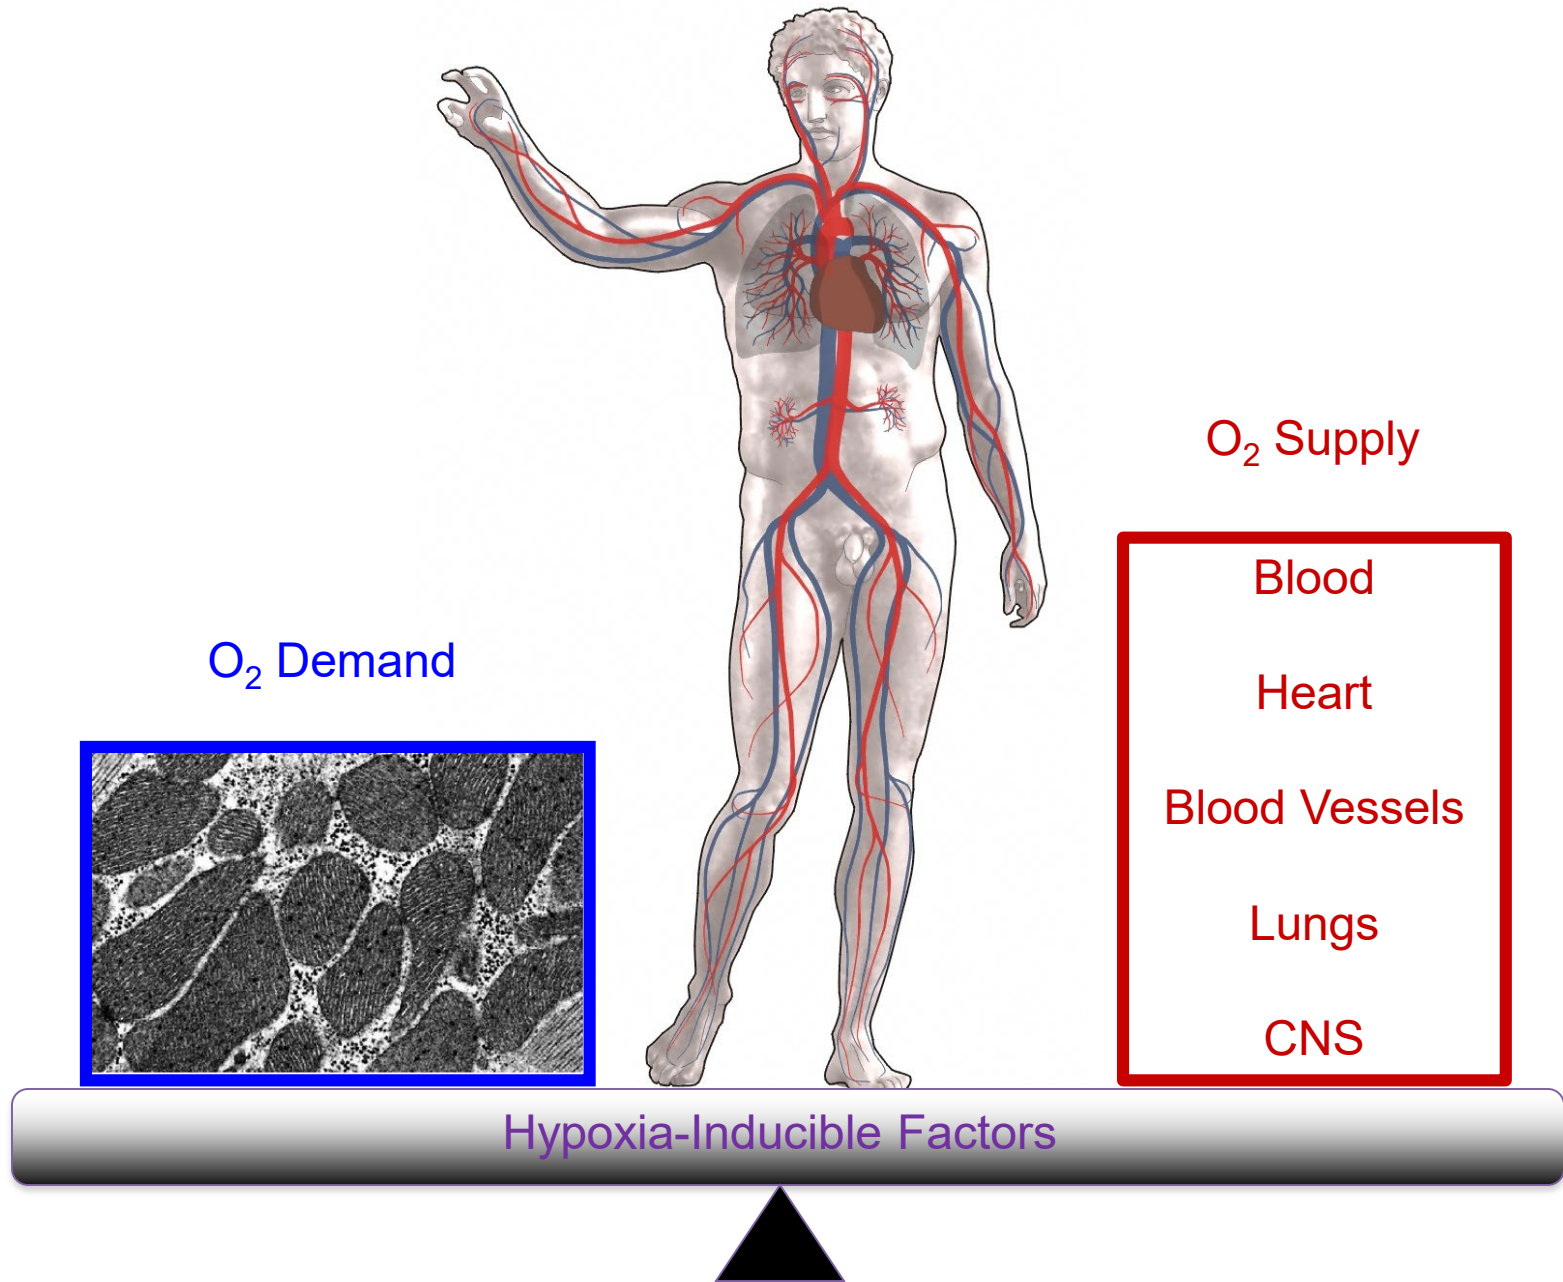 O₂ Supply
Blood
Heart
Blood Vessels
Lungs
CNS
O₂ Demand
Hypoxia-Inducible Factors